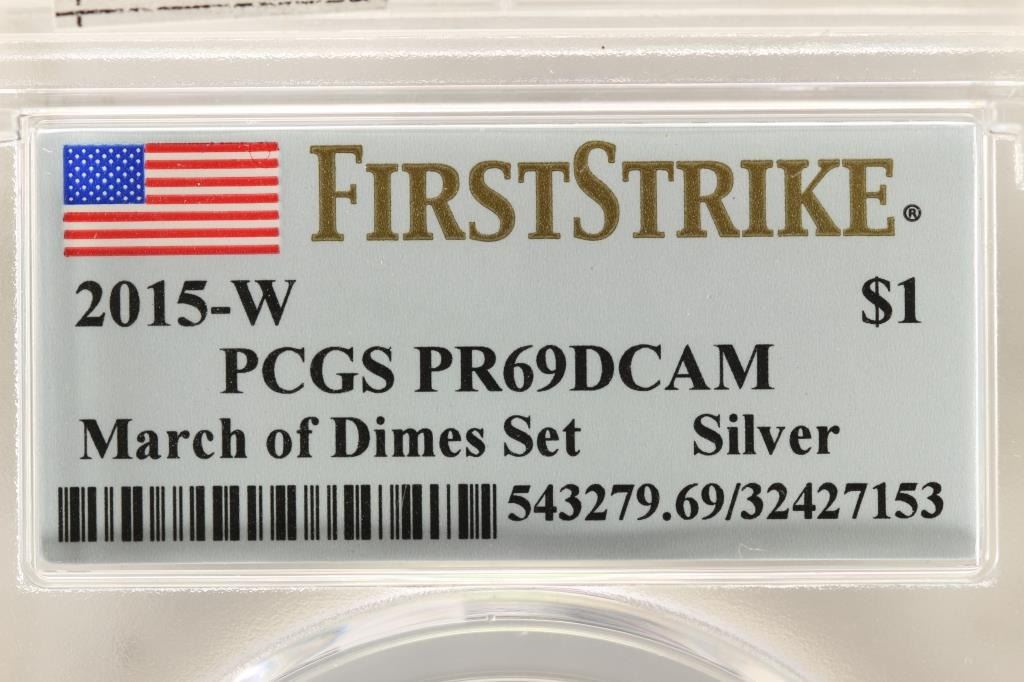 FIRSTSTRIKE®
2015-W $1
PCGS PR69DCAM
March of Dimes Set Silver
543279.69/32427153